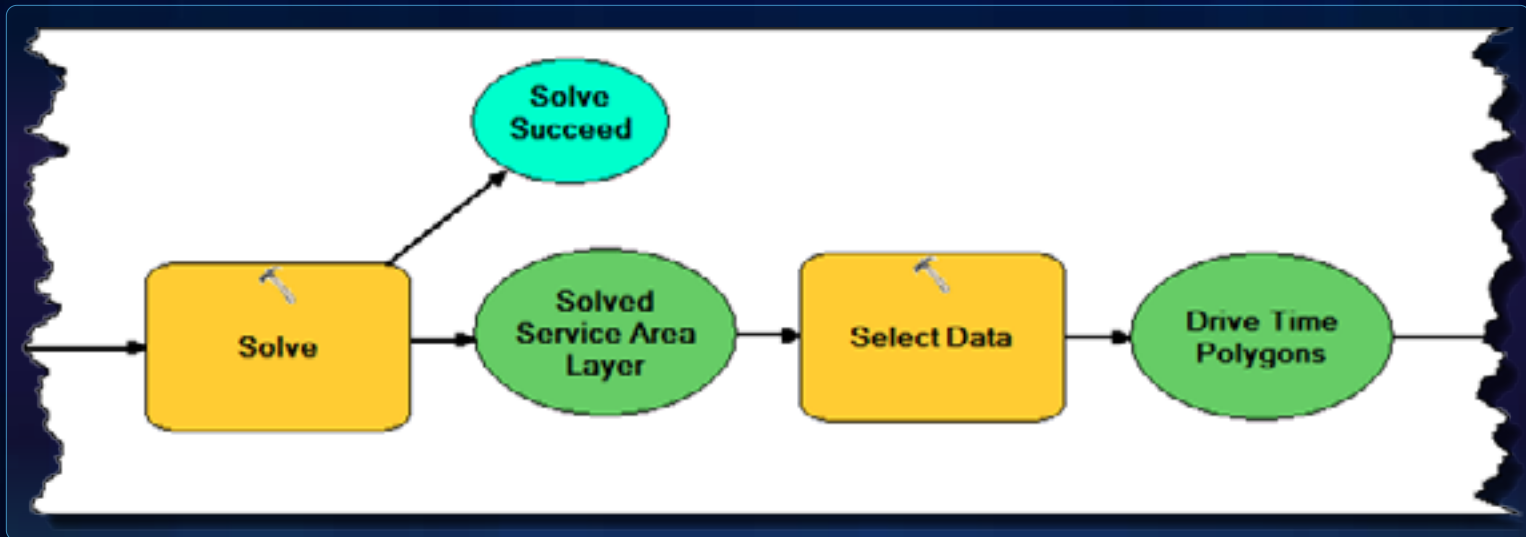 Solve
Succeed
Solve
Solved
Service Area
Layer
Select Data
Drive Time
Polygons